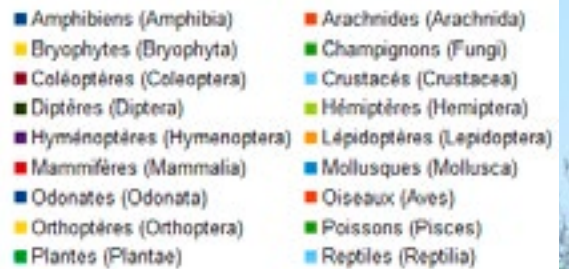 Amphibiens (Amphibia) Arachnides (Arachnida)
Bryophytes (Bryophyta) Champignons (Fungi)
Coléoptères (Coleoptera) Crustacés (Crustacea)
Diptères (Diptera) Hémiptères (Hemiptera)
Hyménoptères (Hymenoptera) Lépidoptères (Lepidoptera)
Mammifères (Mammalia) Mollusques (Mollusca)
Odonates (Odonata) Oiseaux (Aves)
Orthoptères (Orthoptera) Poissons (Pisces)
Plantes (Plantae) Reptiles (Reptilia)